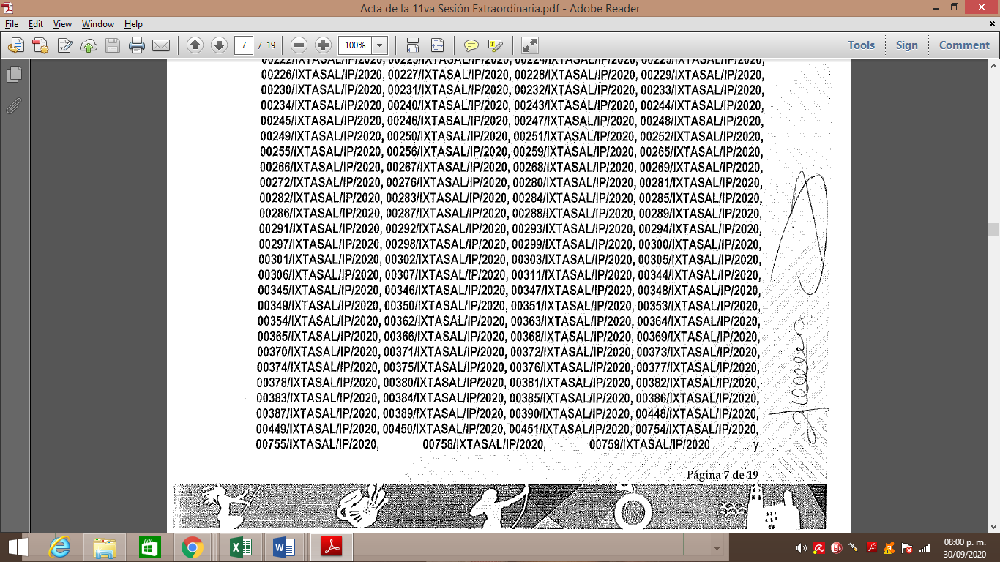 Acta de la 11va Sesión Extraordinaria.pdf - Adobe Reader
File Edit View Window Help
7 / 19 100% Tools Sign Comment
00222/IXTASAL/IP/2020, 00223/IXTASAL/IP/2020, 00224/IXTASAL/IP/2020, 00225/IXTASAL/IP/2020,
00226/IXTASAL/IP/2020, 00227/IXTASAL/IP/2020, 00228/IXTASAL/IP/2020, 00229/IXTASAL/IP/2020,
00230/IXTASAL/IP/2020, 00231/IXTASAL/IP/2020, 00232/IXTASAL/IP/2020, 00233/IXTASAL/IP/2020,
00234/IXTASAL/IP/2020, 00240/IXTASAL/IP/2020, 00243/IXTASAL/IP/2020, 00244/IXTASAL/IP/2020,
00245/IXTASAL/IP/2020, 00246/IXTASAL/IP/2020, 00247/IXTASAL/IP/2020, 00248/IXTASAL/IP/2020,
00249/IXTASAL/IP/2020, 00250/IXTASAL/IP/2020, 00251/IXTASAL/IP/2020, 00252/IXTASAL/IP/2020,
00255/IXTASAL/IP/2020, 00256/IXTASAL/IP/2020, 00259/IXTASAL/IP/2020, 00265/IXTASAL/IP/2020,
00266/IXTASAL/IP/2020, 00267/IXTASAL/IP/2020, 00268/IXTASAL/IP/2020, 00269/IXTASAL/IP/2020,
00272/IXTASAL/IP/2020, 00276/IXTASAL/IP/2020, 00280/IXTASAL/IP/2020, 00281/IXTASAL/IP/2020,
00282/IXTASAL/IP/2020, 00283/IXTASAL/IP/2020, 00284/IXTASAL/IP/2020, 00285/IXTASAL/IP/2020,
00286/IXTASAL/IP/2020, 00287/IXTASAL/IP/2020, 00288/IXTASAL/IP/2020, 00289/IXTASAL/IP/2020,
00291/IXTASAL/IP/2020, 00292/IXTASAL/IP/2020, 00293/IXTASAL/IP/2020, 00294/IXTASAL/IP/2020,
00297/IXTASAL/IP/2020, 00298/IXTASAL/IP/2020, 00299/IXTASAL/IP/2020, 00300/IXTASAL/IP/2020,
00301/IXTASAL/IP/2020, 00302/IXTASAL/IP/2020, 00303/IXTASAL/IP/2020, 00305/IXTASAL/IP/2020,
00306/IXTASAL/IP/2020, 00307/IXTASAL/IP/2020, 00311/IXTASAL/IP/2020, 00344/IXTASAL/IP/2020,
00345/IXTASAL/IP/2020, 00346/IXTASAL/IP/2020, 00347/IXTASAL/IP/2020, 00348/IXTASAL/IP/2020,
00349/IXTASAL/IP/2020, 00350/IXTASAL/IP/2020, 00351/IXTASAL/IP/2020, 00353/IXTASAL/IP/2020,
00354/IXTASAL/IP/2020, 00362/IXTASAL/IP/2020, 00363/IXTASAL/IP/2020, 00364/IXTASAL/IP/2020,
00365/IXTASAL/IP/2020, 00366/IXTASAL/IP/2020, 00368/IXTASAL/IP/2020, 00369/IXTASAL/IP/2020,
00370/IXTASAL/IP/2020, 00371/IXTASAL/IP/2020, 00372/IXTASAL/IP/2020, 00373/IXTASAL/IP/2020,
00374/IXTASAL/IP/2020, 00375/IXTASAL/IP/2020, 00376/IXTASAL/IP/2020, 00377/IXTASAL/IP/2020,
00378/IXTASAL/IP/2020, 00380/IXTASAL/IP/2020, 00381/IXTASAL/IP/2020, 00382/IXTASAL/IP/2020,
00383/IXTASAL/IP/2020, 00384/IXTASAL/IP/2020, 00385/IXTASAL/IP/2020, 00386/IXTASAL/IP/2020,
00387/IXTASAL/IP/2020, 00389/IXTASAL/IP/2020, 00390/IXTASAL/IP/2020, 00448/IXTASAL/IP/2020,
00449/IXTASAL/IP/2020, 00450/IXTASAL/IP/2020, 00451/IXTASAL/IP/2020, 00754/IXTASAL/IP/2020,
00755/IXTASAL/IP/2020, 00758/IXTASAL/IP/2020, 00759/IXTASAL/IP/2020 y
Página 7 de 19
08:00 p. m.
30/09/2020